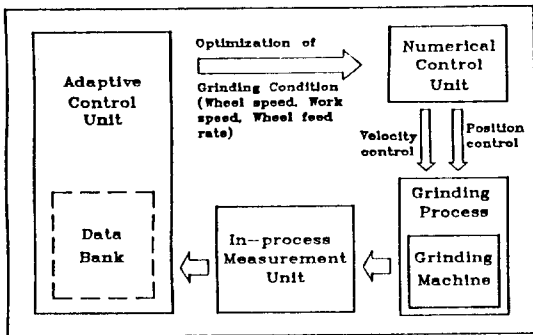 Adaptive
Control
Unit
Data
Bank
Optimization of
Grinding Condition
(Wheel speed, Work
speed, Wheel feed
rate)
Numerical
Control
Unit
Velocity
control
Position
control
Grinding
Process
Grinding
Machine
In-process
Measurement
Unit